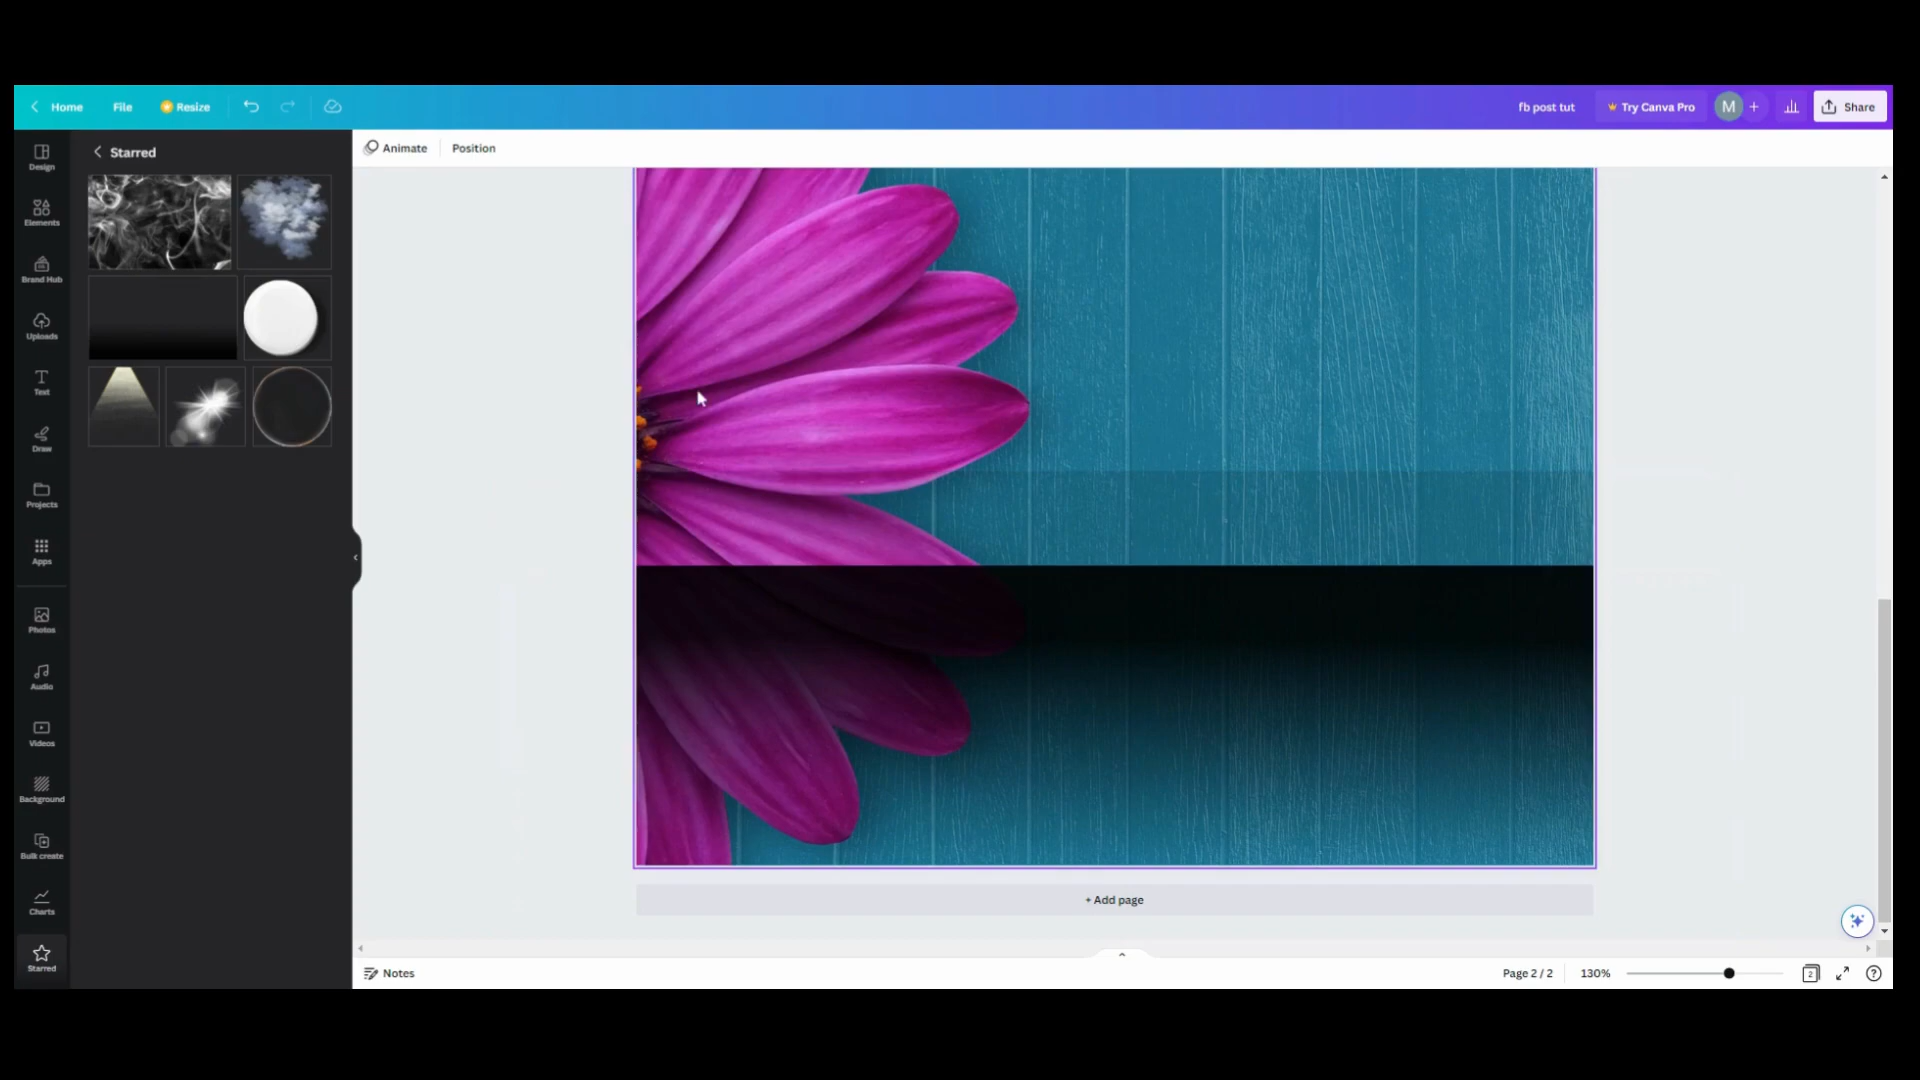 Home File Resize fb post tut Try Canva Pro M + Share
Starred
Animate Position
Design
Elements
Brand Hub
Uploads
Text
Draw
Projects
Apps
Photos
Audio
Videos
Background
Bulk create
Charts
Starred
+ Add page
Notes Page 2 / 2 130% 2 ?